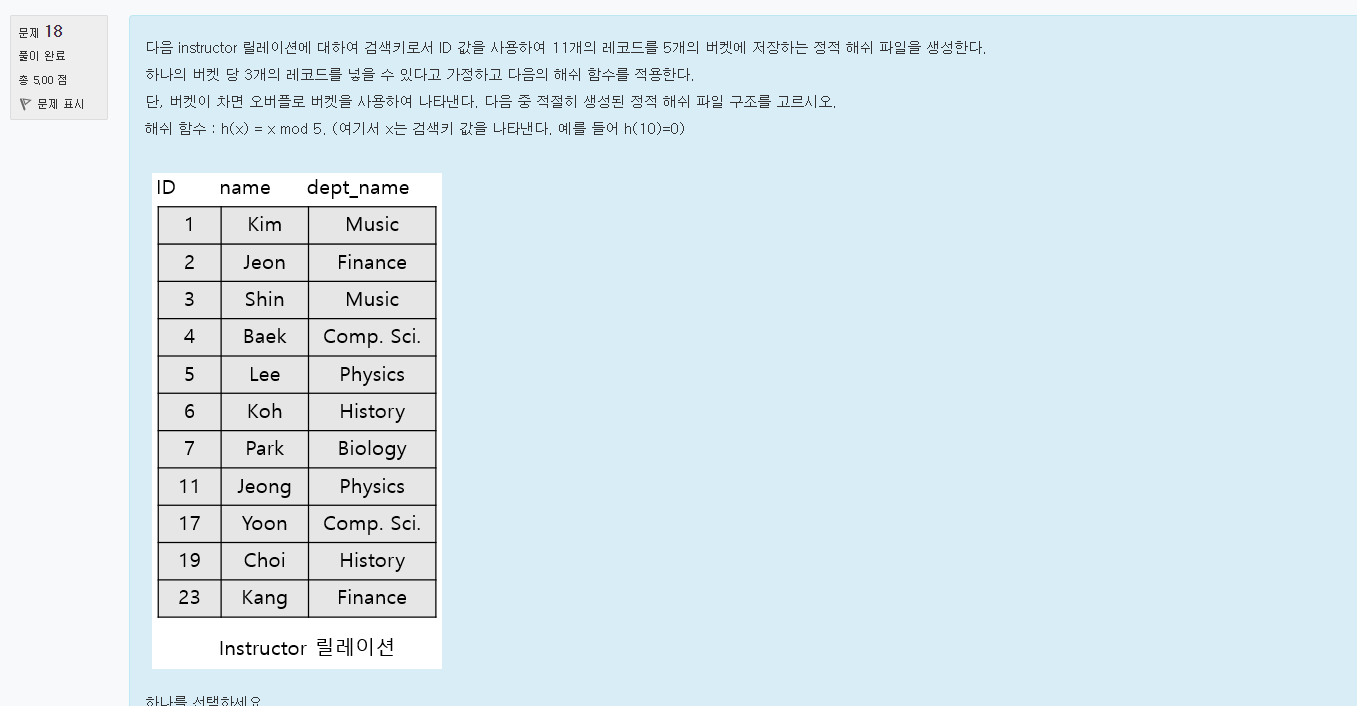 문제 18
풀이 완료
총 5.00 점
문제 표시
다음 instructor 릴레이션에 대하여 검색키로서 ID 값을 사용하여 11개의 레코드를 5개의 버켓에 저장하는 정적 해쉬 파일을 생성한다.
하나의 버켓 당 3개의 레코드를 넣을 수 있다고 가정하고 다음의 해쉬 함수를 적용한다.
단, 버켓이 차면 오버플로 버켓을 사용하여 나타낸다. 다음 중 적절히 생성된 정적 해쉬 파일 구조를 고르시오.
해쉬 함수 : h(x) = x mod 5. (여기서 x는 검색키 값을 나타낸다. 예를 들어 h(10)=0)
ID name dept_name
1 Kim Music
2 Jeon Finance
3 Shin Music
4 Baek Comp. Sci.
5 Lee Physics
6 Koh History
7 Park Biology
11 Jeong Physics
17 Yoon Comp. Sci.
19 Choi History
23 Kang Finance
Instructor 릴레이션
하나를 선택하세요